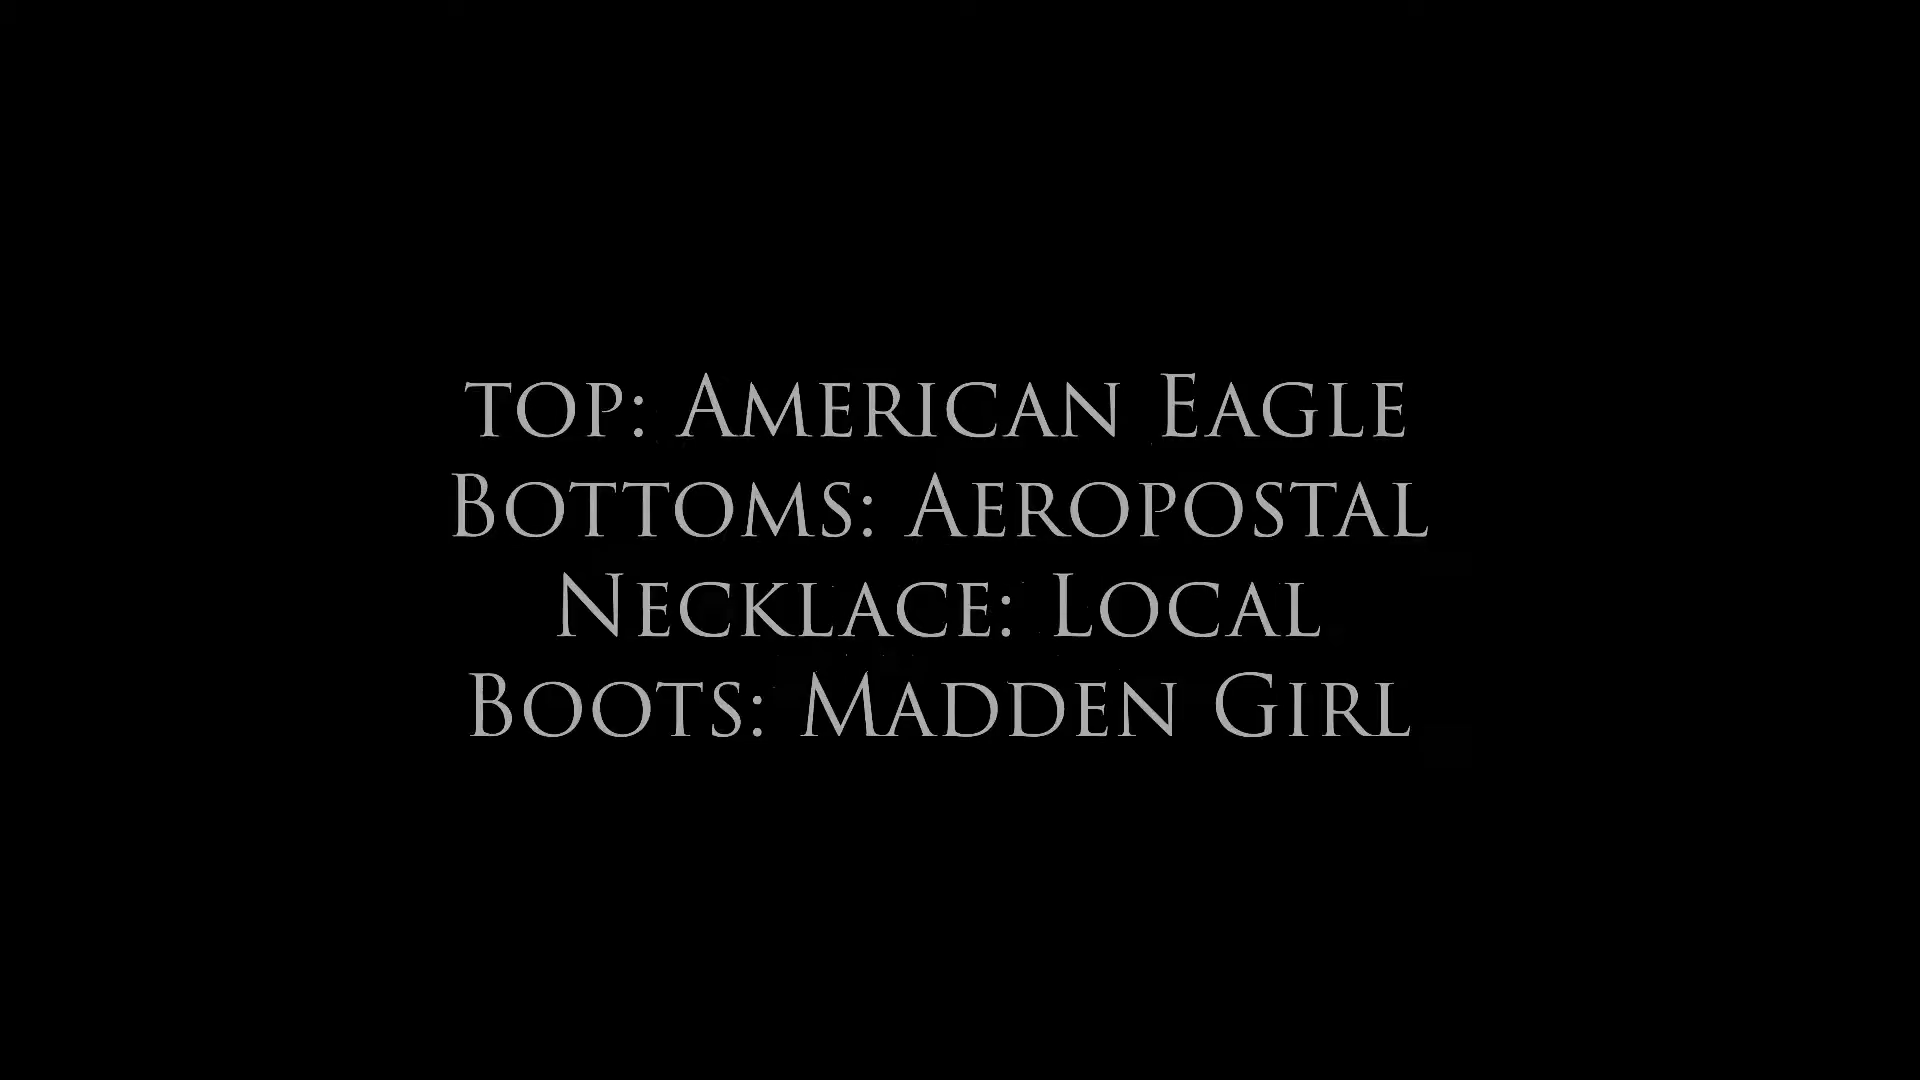 top: American Eagle
Bottoms: Aeropostal
Necklace: Local
Boots: Madden Girl